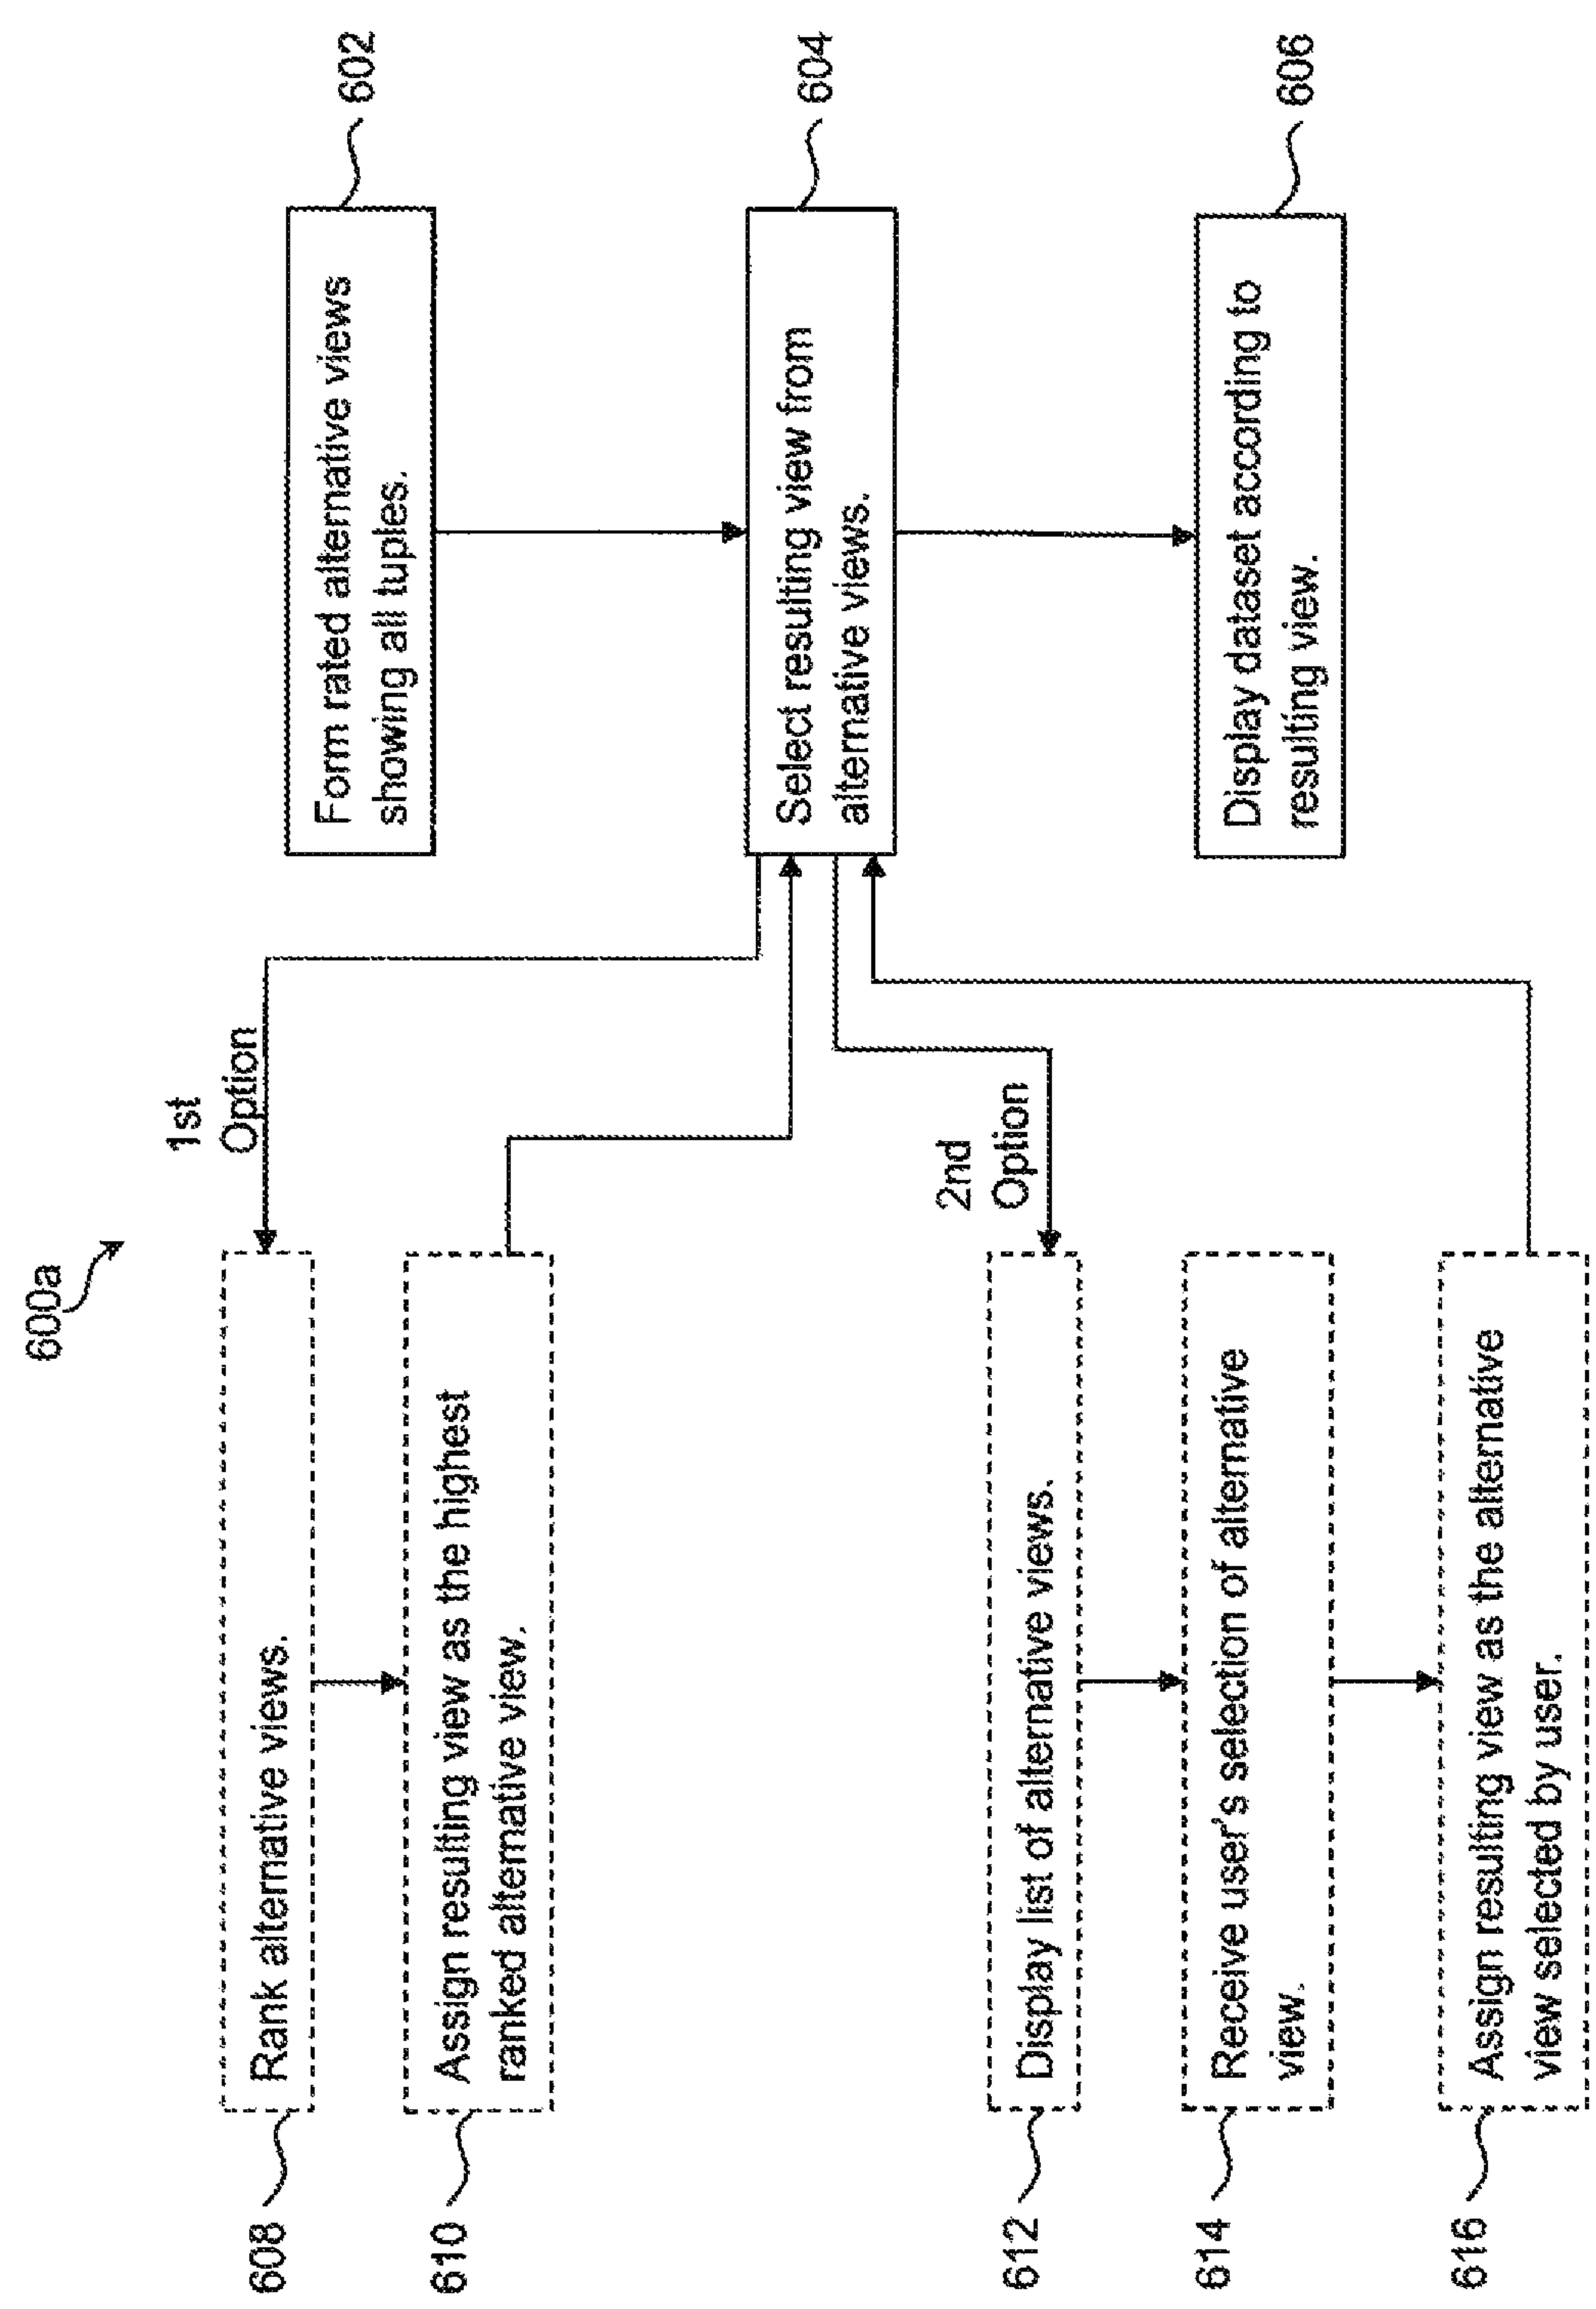 600a
608
Rank alternative views.
1st
Option
610
Assign resulting view as the highest
ranked alternative view.
602
Form rated alternative views
showing all tuples.
604
Select resulting view from
alternative views.
606
Display dataset according to
resulting view.
2nd
Option
612
Display list of alternative views.
614
Receive user's selection of alternative
view.
616
Assign resulting view as the alternative
view selected by user.